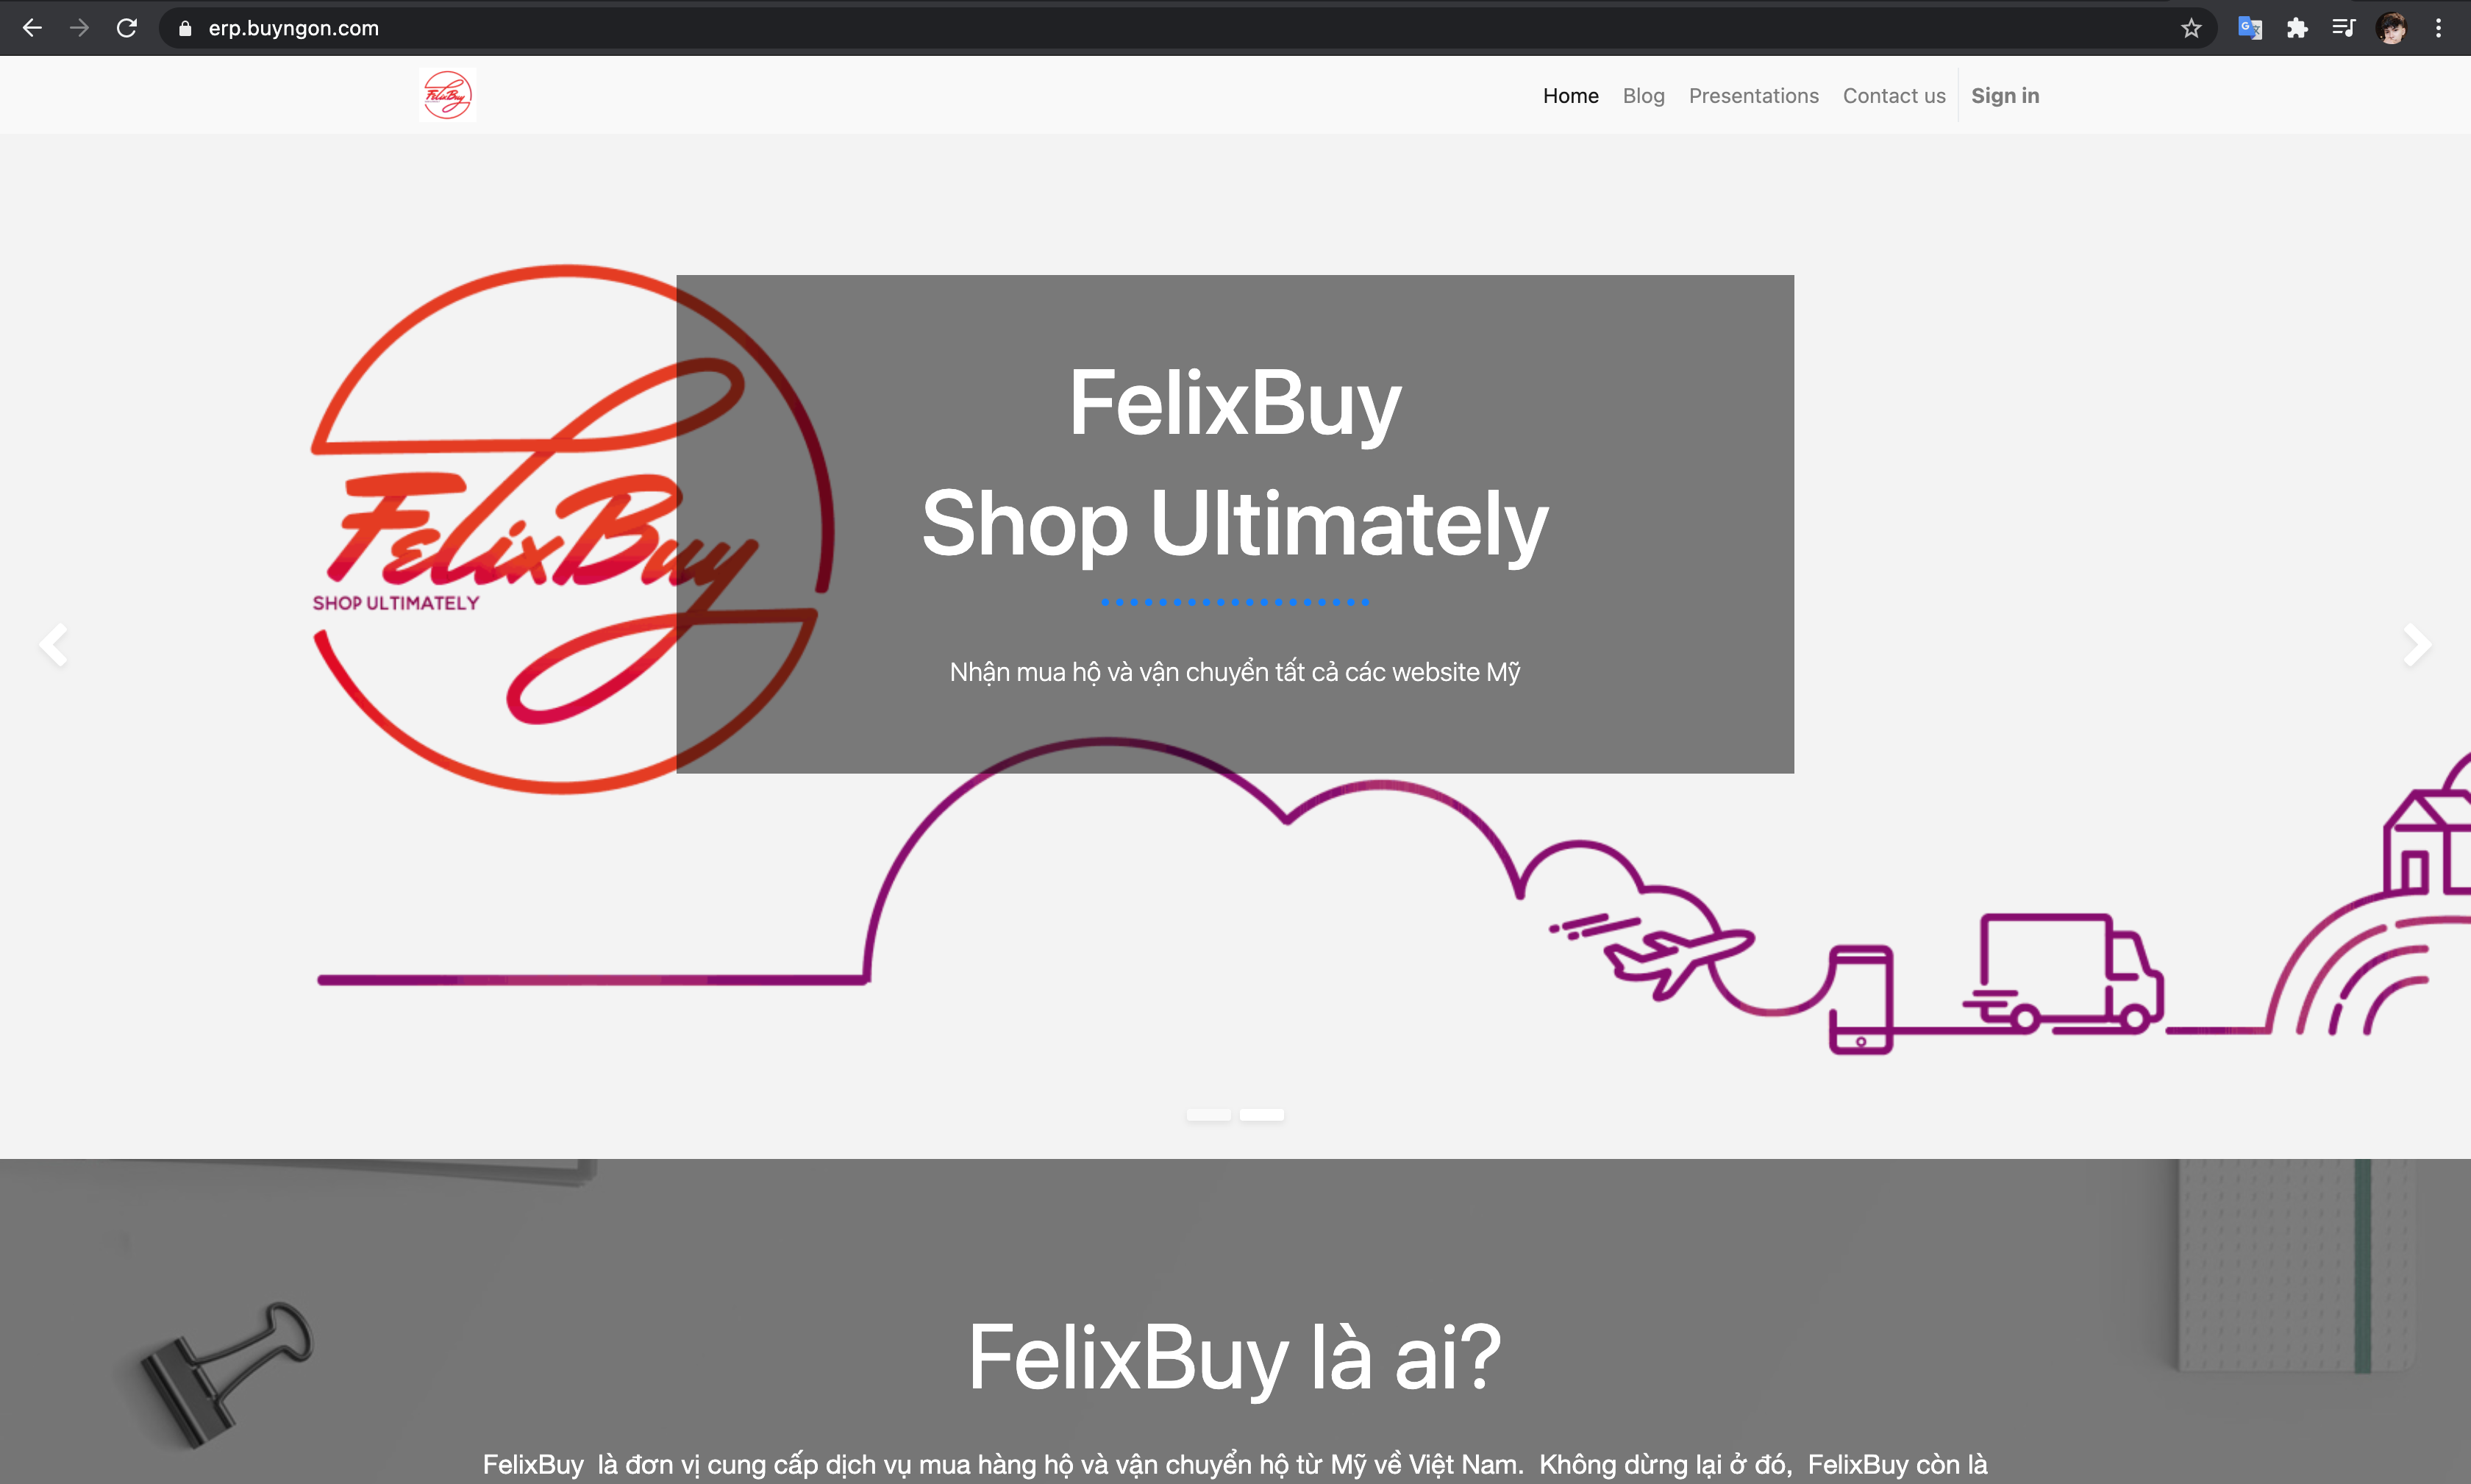 erp.buyngon.com
FelixBuy
Home Blog Presentations Contact us Sign in
FelixBuy
SHOP ULTIMATELY
FelixBuy
Shop Ultimately
Nhận mua hộ và vận chuyển tất cả các website Mỹ
FelixBuy là ai?
FelixBuy là đơn vị cung cấp dịch vụ mua hàng hộ và vận chuyển hộ từ Mỹ về Việt Nam. Không dừng lại ở đó, FelixBuy còn là